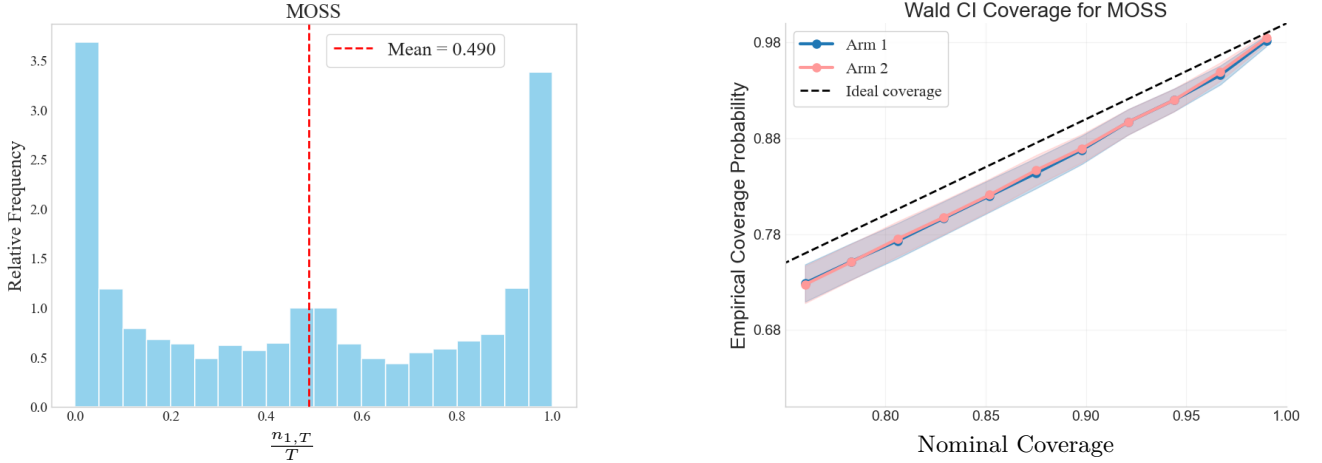 MOSS
Mean = 0.490
Relative Frequency
3.5
3.0
2.5
2.0
1.5
1.0
0.5
0.0
0.0 0.2 0.4 0.6 0.8 1.0
n_{1,T}
T
Wald CI Coverage for MOSS
Arm 1
Arm 2
Ideal coverage
Empirical Coverage Probability
0.98
0.88
0.78
0.68
0.80 0.85 0.90 0.95 1.00
Nominal Coverage